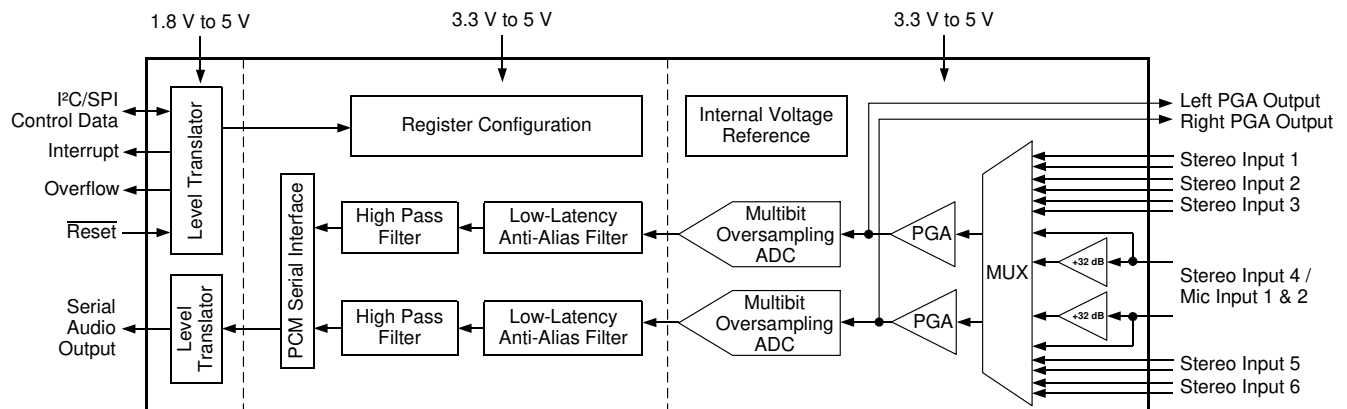 1.8 V to 5 V
3.3 V to 5 V
3.3 V to 5 V
I²C/SPI
Control Data
Interrupt
Overflow
Reset
Serial
Audio
Output
Level Translator
Level
Translator
Register Configuration
Internal Voltage
Reference
PCM Serial Interface
High Pass
Filter
Low-Latency
Anti-Alias Filter
Multibit
Oversampling
ADC
PGA
High Pass
Filter
Low-Latency
Anti-Alias Filter
Multibit
Oversampling
ADC
PGA
MUX
+32 dB
+32 dB
Left PGA Output
Right PGA Output
Stereo Input 1
Stereo Input 2
Stereo Input 3
Stereo Input 4 /
Mic Input 1 & 2
Stereo Input 5
Stereo Input 6